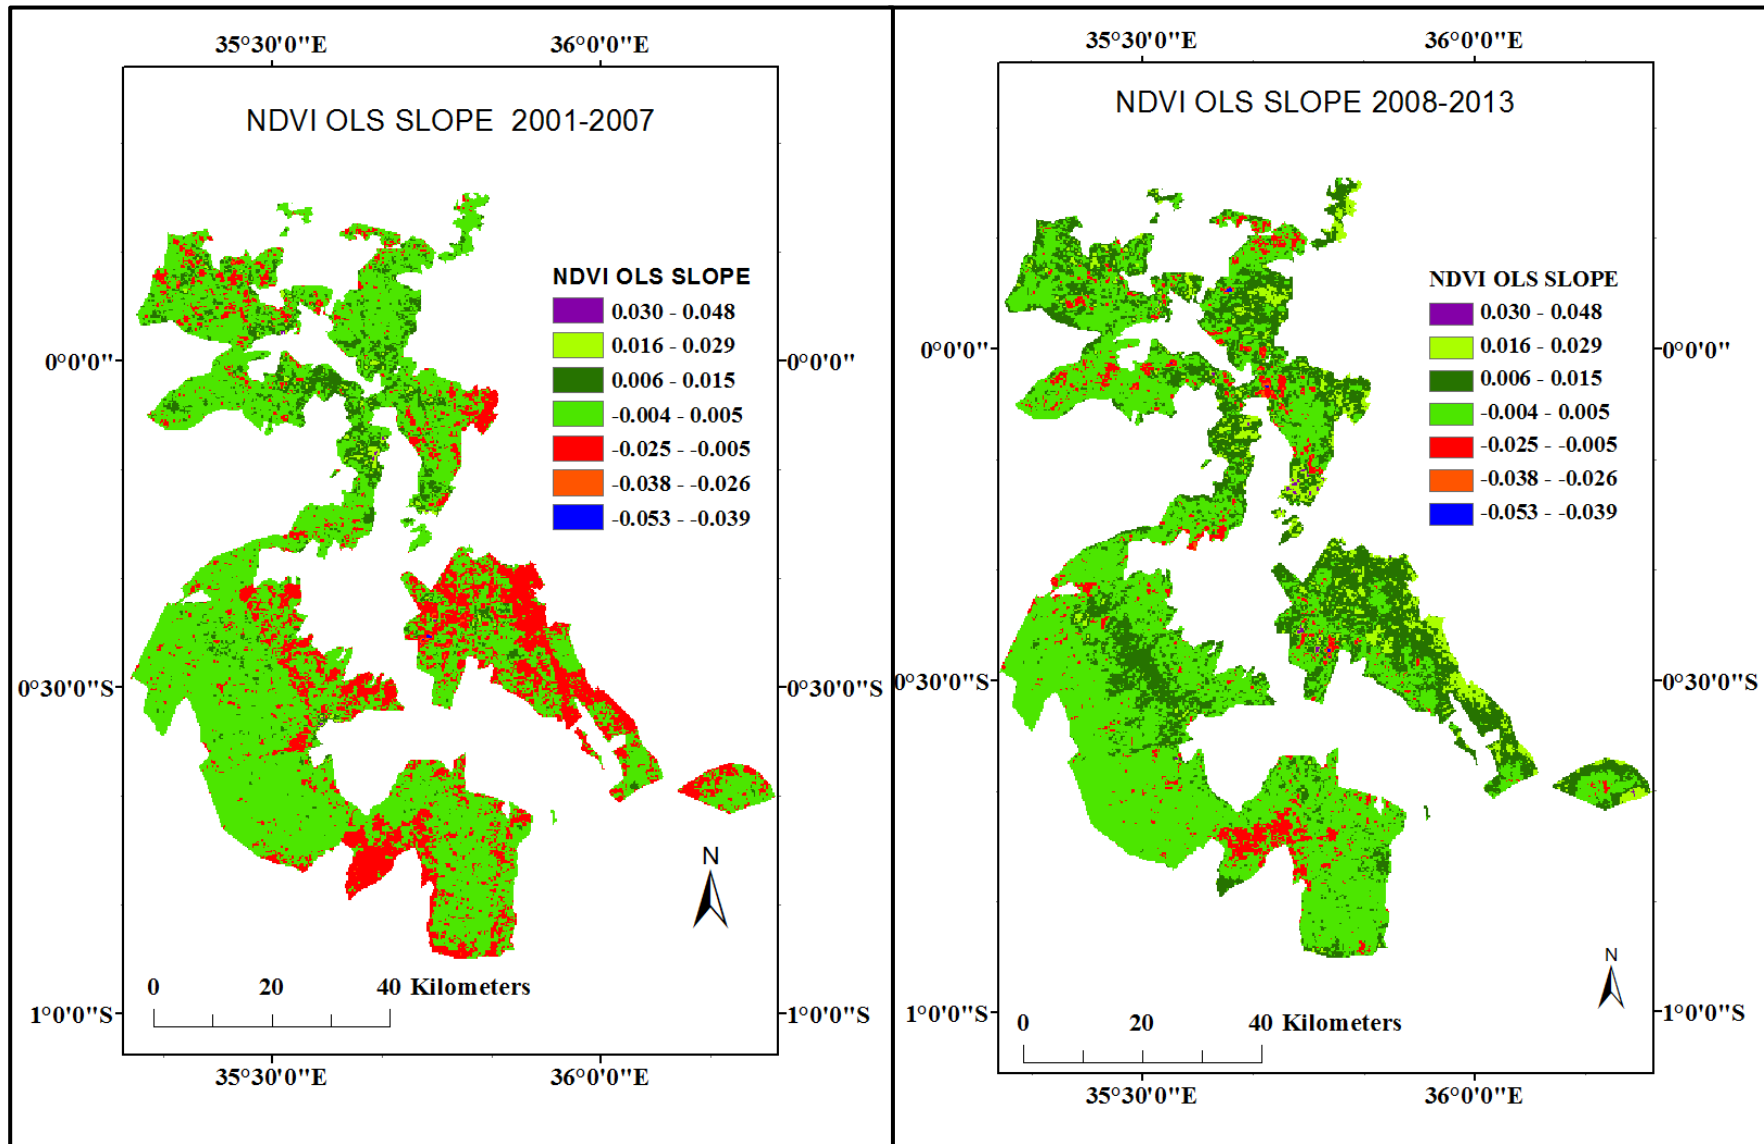 35°30'0"E 36°0'0"E
NDVI OLS SLOPE 2001-2007
NDVI OLS SLOPE
0.030 - 0.048
0.016 - 0.029
0.006 - 0.015
-0.004 - 0.005
-0.025 - -0.005
-0.038 - -0.026
-0.053 - -0.039
0°0'0" 0°0'0"
0°30'0"S 0°30'0"S
1°0'0"S 1°0'0"S
N
0 20 40 Kilometers
35°30'0"E 36°0'0"E
35°30'0"E 36°0'0"E
NDVI OLS SLOPE 2008-2013
NDVI OLS SLOPE
0.030 - 0.048
0.016 - 0.029
0.006 - 0.015
-0.004 - 0.005
-0.025 - -0.005
-0.038 - -0.026
-0.053 - -0.039
0°0'0" 0°0'0"
0°30'0"S 0°30'0"S
1°0'0"S 1°0'0"S
N
0 20 40 Kilometers
35°30'0"E 36°0'0"E